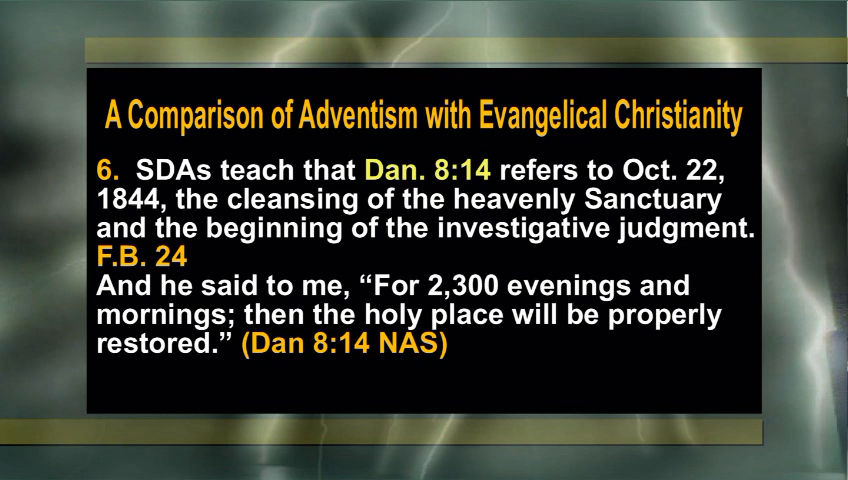 A Comparison of Adventism with Evangelical Christianity
6. SDAs teach that Dan. 8:14 refers to Oct. 22,
1844, the cleansing of the heavenly Sanctuary
and the beginning of the investigative judgment.
F.B. 24
And he said to me, “For 2,300 evenings and
mornings; then the holy place will be properly
restored.” (Dan 8:14 NAS)